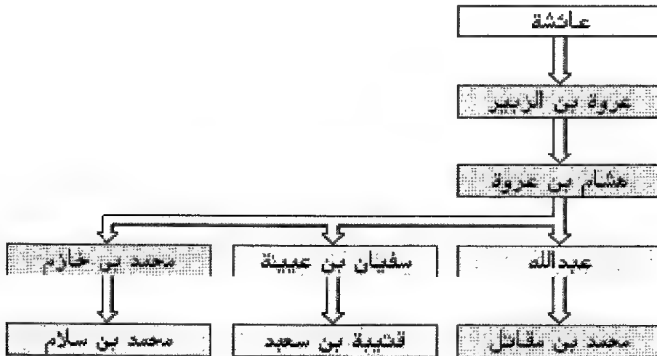 عائشة
عروة بن الزبير
هشام بن عروة
عبدالله
سفيان بن عيينة
محمد بن خازم
محمد بن مقاتل
قتيبة بن سعيد
محمد بن سلام